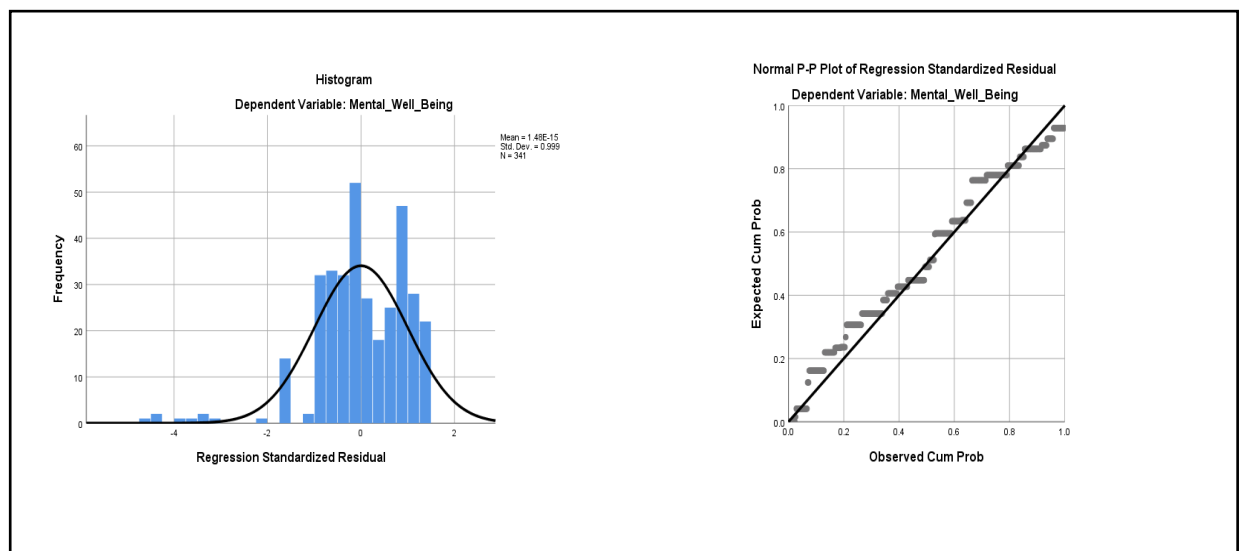 Histogram
Dependent Variable: Mental_Well_Being
Mean = 1.48E-15
Std. Dev. = 0.999
N = 341
60
50
40
30
20
10
0
Frequency
-4
-2
0
2
Regression Standardized Residual
Normal P-P Plot of Regression Standardized Residual
Dependent Variable: Mental_Well_Being
1.0
0.8
0.6
0.4
0.2
0.0
Expected Cum Prob
0.0
0.2
0.4
0.6
0.8
1.0
Observed Cum Prob